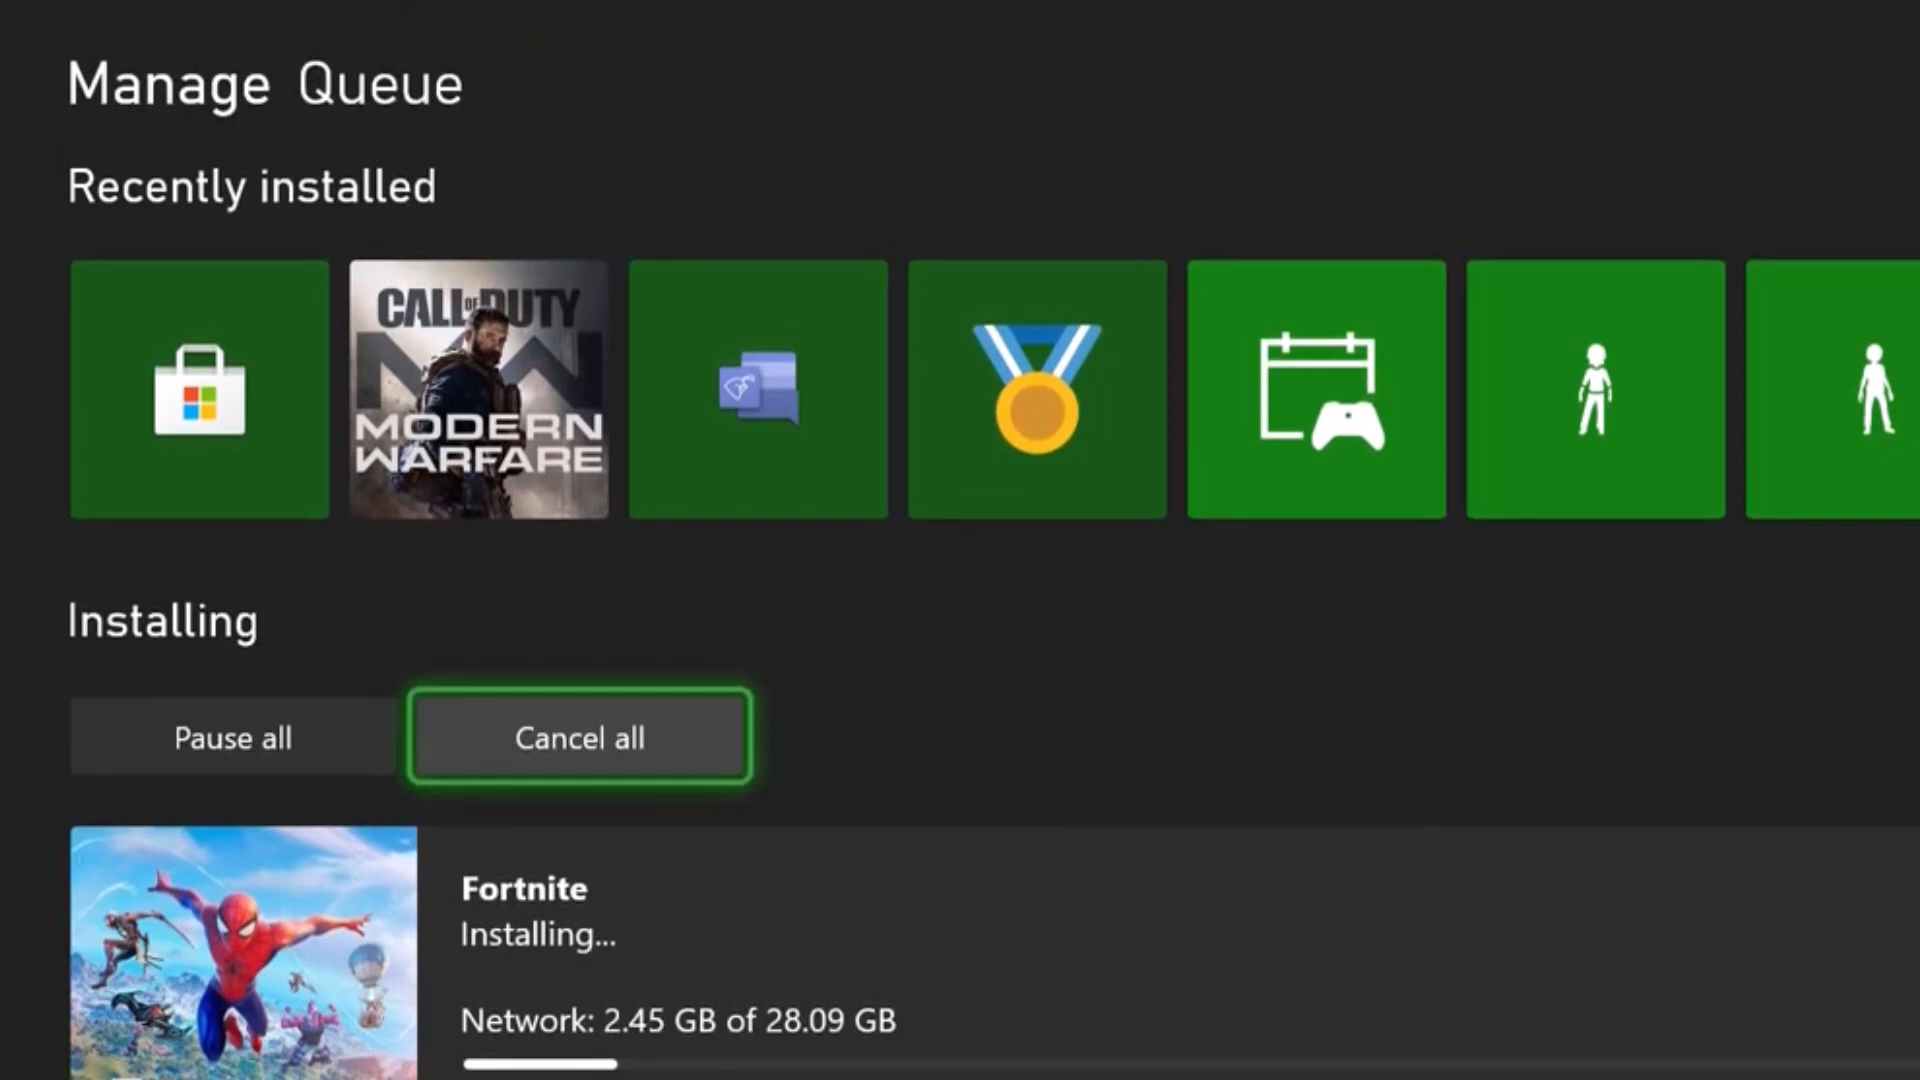 Manage Queue
Recently installed
CALL OF DUTY
MODERN
WARFARE
Installing
Pause all
Cancel all
Fortnite
Installing...
Network: 2.45 GB of 28.09 GB